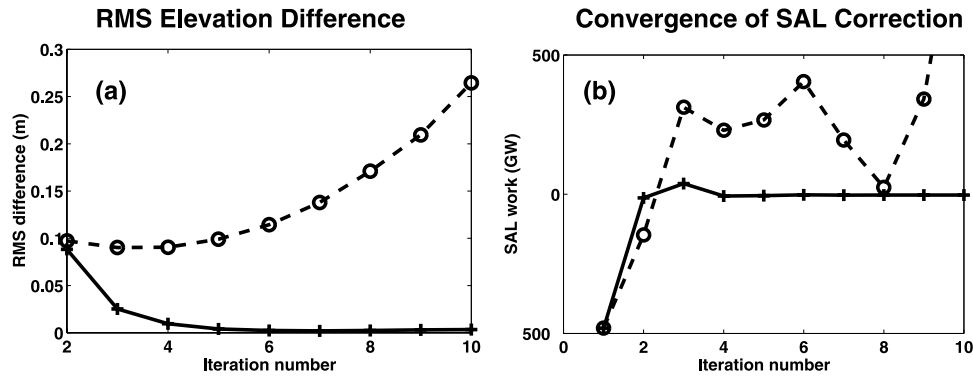 RMS Elevation Difference
0.3
0.25
0.2
0.15
0.1
0.05
0
RMS difference (m)
(a)
2
4
6
8
10
Iteration number
Convergence of SAL Correction
500
0
500
SAL work (GW)
(b)
0
2
4
6
8
10
Iteration number